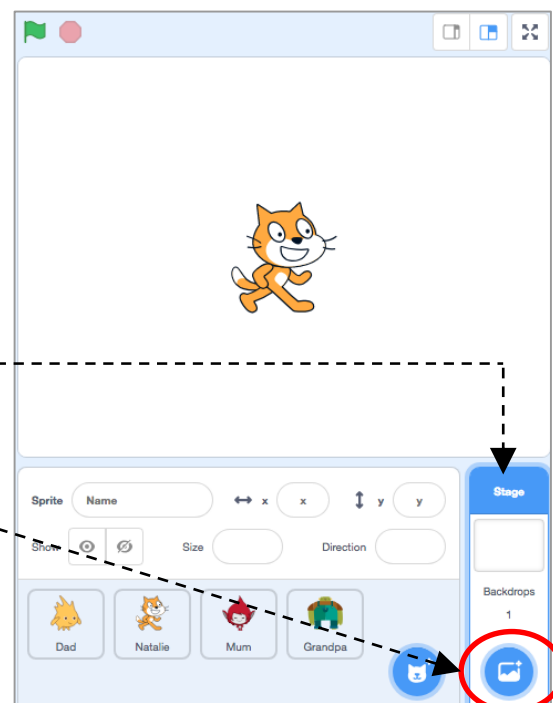 Stage
Sprite Name x x y y
Show Size Direction
Backdrops
1
Dad Natalie Mum Grandpa